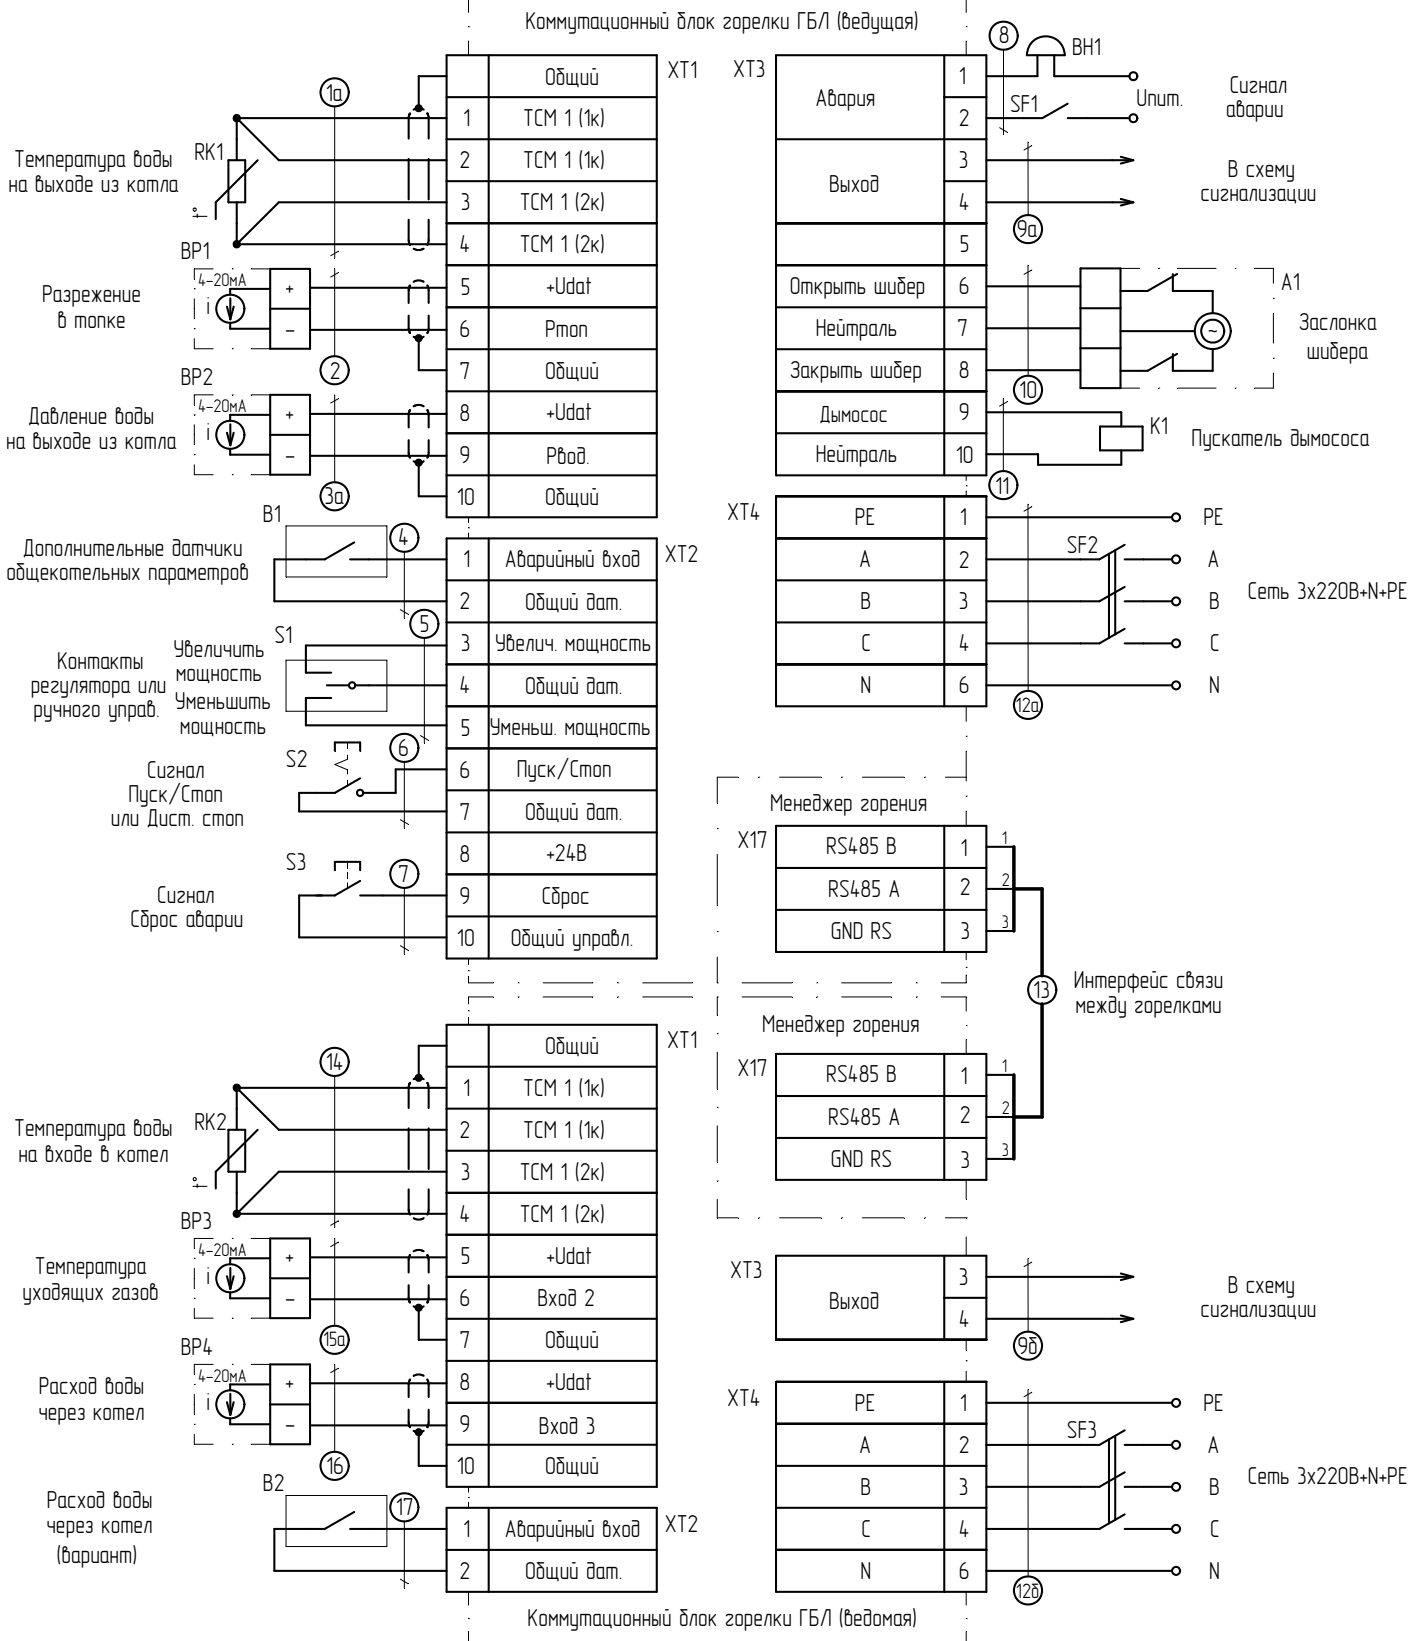 Коммутационный блок горелки ГБЛ (ведущая)
XT1
Общий
1 ТСМ 1 (1к)
2 ТСМ 1 (1к)
3 ТСМ 1 (2к)
4 ТСМ 1 (2к)
5 +Udat
6 Pтоп
7 Общий
8 +Udat
9 Рвод.
10 Общий
1а
RK1
t°
Температура воды
на выходе из котла
BP1
4-20мА
i
+
−
2
Разрежение
в топке
BP2
4-20мА
i
+
−
3а
Давление воды
на выходе из котла
XT2
1 Аварийный вход
2 Общий дат.
3 Увелич. мощность
4 Общий дат.
5 Уменьш. мощность
6 Пуск/Стоп
7 Общий дат.
8 +24В
9 Сброс
10 Общий управл.
B1
4
Дополнительные датчики
общекотельных параметров
S1
5
Контакты
регулятора или
ручного управ.
Увеличить
мощность
Уменьшить
мощность
S2
6
Сигнал
Пуск/Стоп
или Дист. стоп
S3
7
Сигнал
Сброс аварии
XT3
Авария
1
2
Выход
3
4
5
Открыть шибер 6
Нейтраль 7
Закрыть шибер 8
Дымосос 9
Нейтраль 10
8
BH1
SF1
Uпит.
Сигнал
аварии
9а
В схему
сигнализации
10
A1
~
Заслонка
шибера
11
K1
Пускатель дымососа
XT4
PE 1
A 2
B 3
C 4
N 6
SF2
12а
PE
A
B
C
N
Сеть 3х220В+N+PE
Менеджер горения
X17
RS485 B 1
RS485 A 2
GND RS 3
1
2
3
13
Интерфейс связи
между горелками
Менеджер горения
X17
RS485 B 1
RS485 A 2
GND RS 3
1
2
3
XT1
Общий
1 ТСМ 1 (1к)
2 ТСМ 1 (1к)
3 ТСМ 1 (2к)
4 ТСМ 1 (2к)
5 +Udat
6 Вход 2
7 Общий
8 +Udat
9 Вход 3
10 Общий
14
RK2
t°
Температура воды
на входе в котел
BP3
4-20мА
i
+
−
15а
Температура
уходящих газов
BP4
4-20мА
i
+
−
16
Расход воды
через котел
XT2
1 Аварийный вход
2 Общий дат.
B2
17
Расход воды
через котел
(вариант)
XT3
Выход
3
4
9б
В схему
сигнализации
XT4
PE 1
A 2
B 3
C 4
N 6
SF3
12б
PE
A
B
C
N
Сеть 3х220В+N+PE
Коммутационный блок горелки ГБЛ (ведомая)